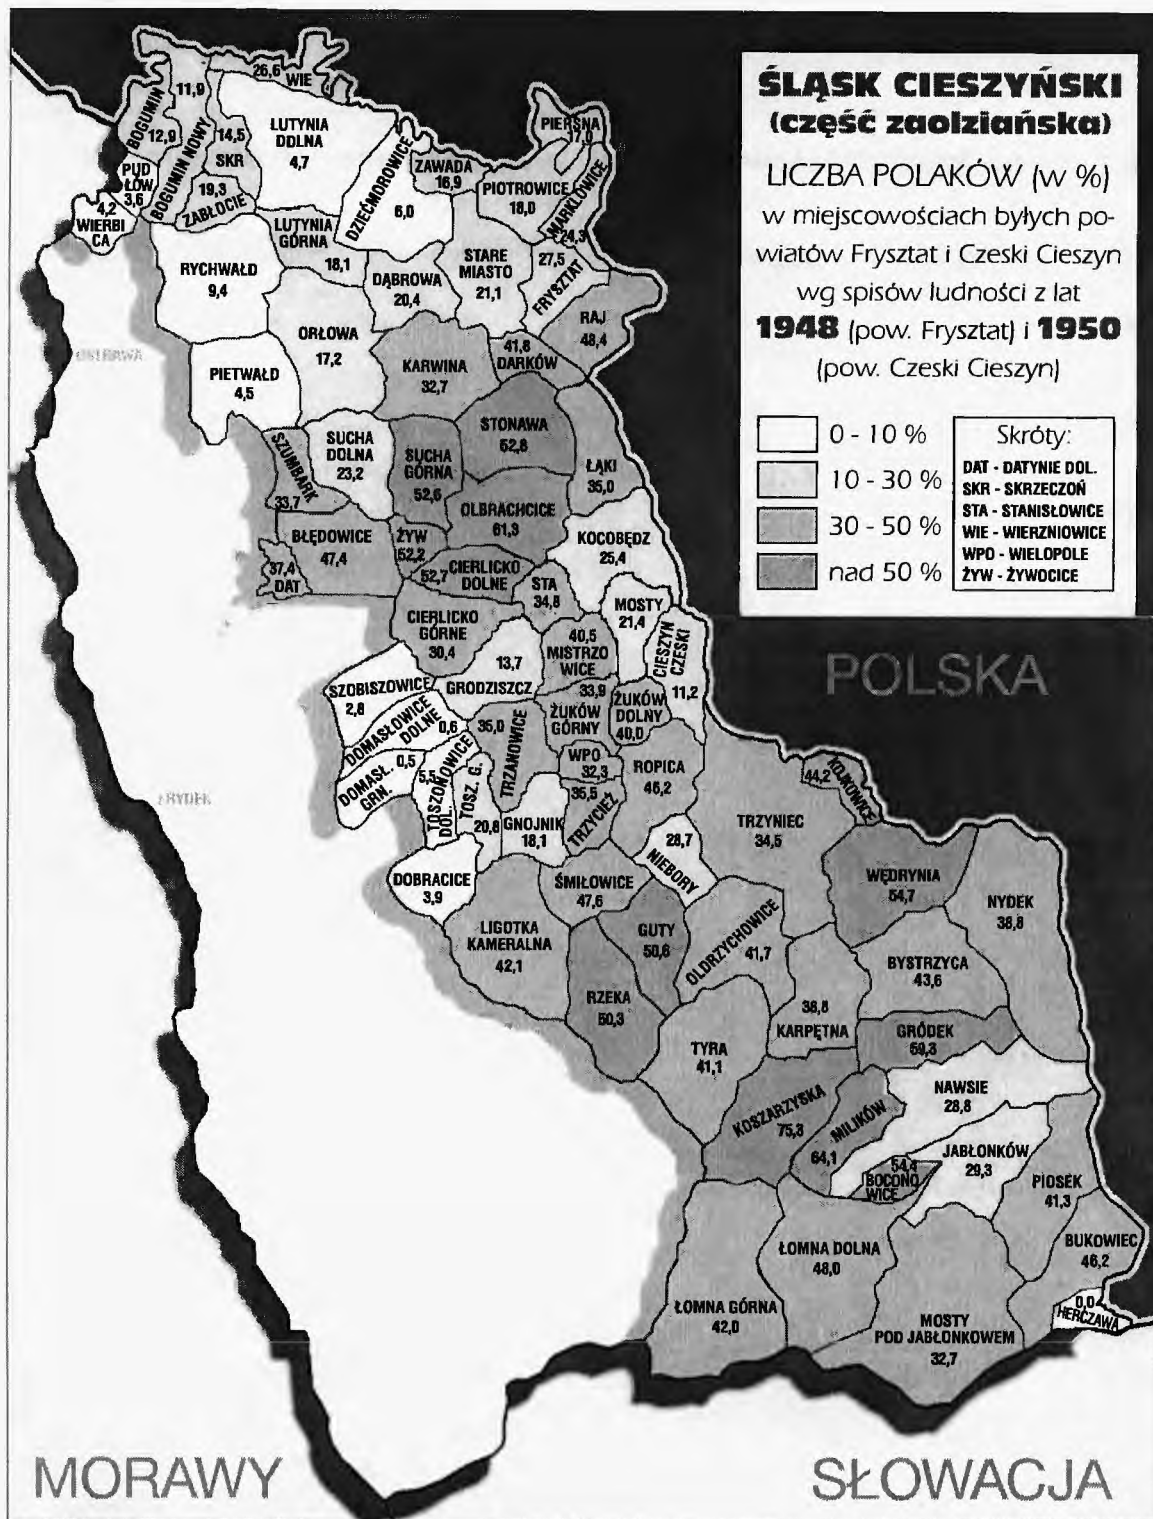 ŚLĄSK CIESZYŃSKI
(część zaolziańska)
LICZBA POLAKÓW (w %)
w miejscowościach byłych po-
wiatów Frysztat i Czeski Cieszyn
wg spisów ludności z lat
1948 (pow. Frysztat) i 1950
(pow. Czeski Cieszyn)
0 - 10 %
10 - 30 %
30 - 50 %
nad 50 %
Skróty:
DAT - DATYNIE DOL.
SKR - SKRZECZOŃ
STA - STANISŁOWICE
WIE - WIERZNIOWICE
WPO - WIELOPOLE
ŻYW - ŻYWOCICE
BOGUMIN
12,9
11,9
BOGUMIN NOWY
26,6
WIE
14,5
SKR
LUTYNIA
DOLNA
4,7
DZIEĆMOROWICE
6,0
ZAWADA
16,9
PIERSNA
17,0
PIOTROWICE
18,0
MARKLOWICE
24,3
PUD
ŁÓW
3,6
4,2
WIERBI
CA
19,3
ZABŁOCIE
LUTYNIA
GÓRNA
18,1
RYCHWAŁD
9,4
DĄBROWA
20,4
STARE
MIASTO
21,1
27,5
FRYSZTAT
RAJ
48,4
ORŁOWA
17,2
KARWINA
32,7
41,8
DARKÓW
OSTRAWA
PIETWAŁD
4,5
SZUMBARK
33,7
SUCHA
DOLNA
23,2
SUCHA
GÓRNA
52,6
STONAWA
52,8
ŁĄKI
35,0
OLBRACHCICE
61,3
BŁĘDOWICE
47,4
ŻYW
52,2
KOCOBĘDZ
25,4
37,4
DAT
52,7
CIERLICKO
DOLNE
STA
34,8
MOSTY
21,4
CIERLICKO
GÓRNE
30,4
40,5
MISTRZO
WICE
CIESZYN
CZESKI
11,2
POLSKA
SZOBISZOWICE
2,8
13,7
GRODZISZCZ
33,9
ŻUKÓW
GÓRNY
ŻUKÓW
DOLNY
40,0
DOMASŁOWICE
DOLNE
0,6
35,0
TRZANOWICE
DOMASŁ.
GRN.
0,5
5,5
TOSZONOWICE
DOL.
TOSZ. G.
20,8
WPO
32,3
ROPICA
45,2
44,2
KOJKOWICE
FRYDEK
GNOJNIK
18,1
35,5
TRZYCIEŻ
28,7
NIEBORY
TRZYNIEC
34,5
DOBRACICE
3,9
ŚMIŁOWICE
47,6
WĘDRYNIA
54,7
NYDEK
38,8
LIGOTKA
KAMERALNA
42,1
GUTY
50,6
OLDRZYCHOWICE
41,7
BYSTRZYCA
43,6
RZEKA
50,3
36,8
KARPĘTNA
GRÓDEK
59,3
TYRA
41,1
NAWSIE
28,8
KOSZARZYSKA
75,3
MILIKÓW
64,1
JABŁONKÓW
29,3
54,4
BOCONO
WICE
PIOSEK
41,3
ŁOMNA DOLNA
48,0
BUKOWIEC
46,2
ŁOMNA GÓRNA
42,0
0,0
HERCZAWA
MOSTY
POD JABŁONKOWEM
32,7
MORAWY
SŁOWACJA